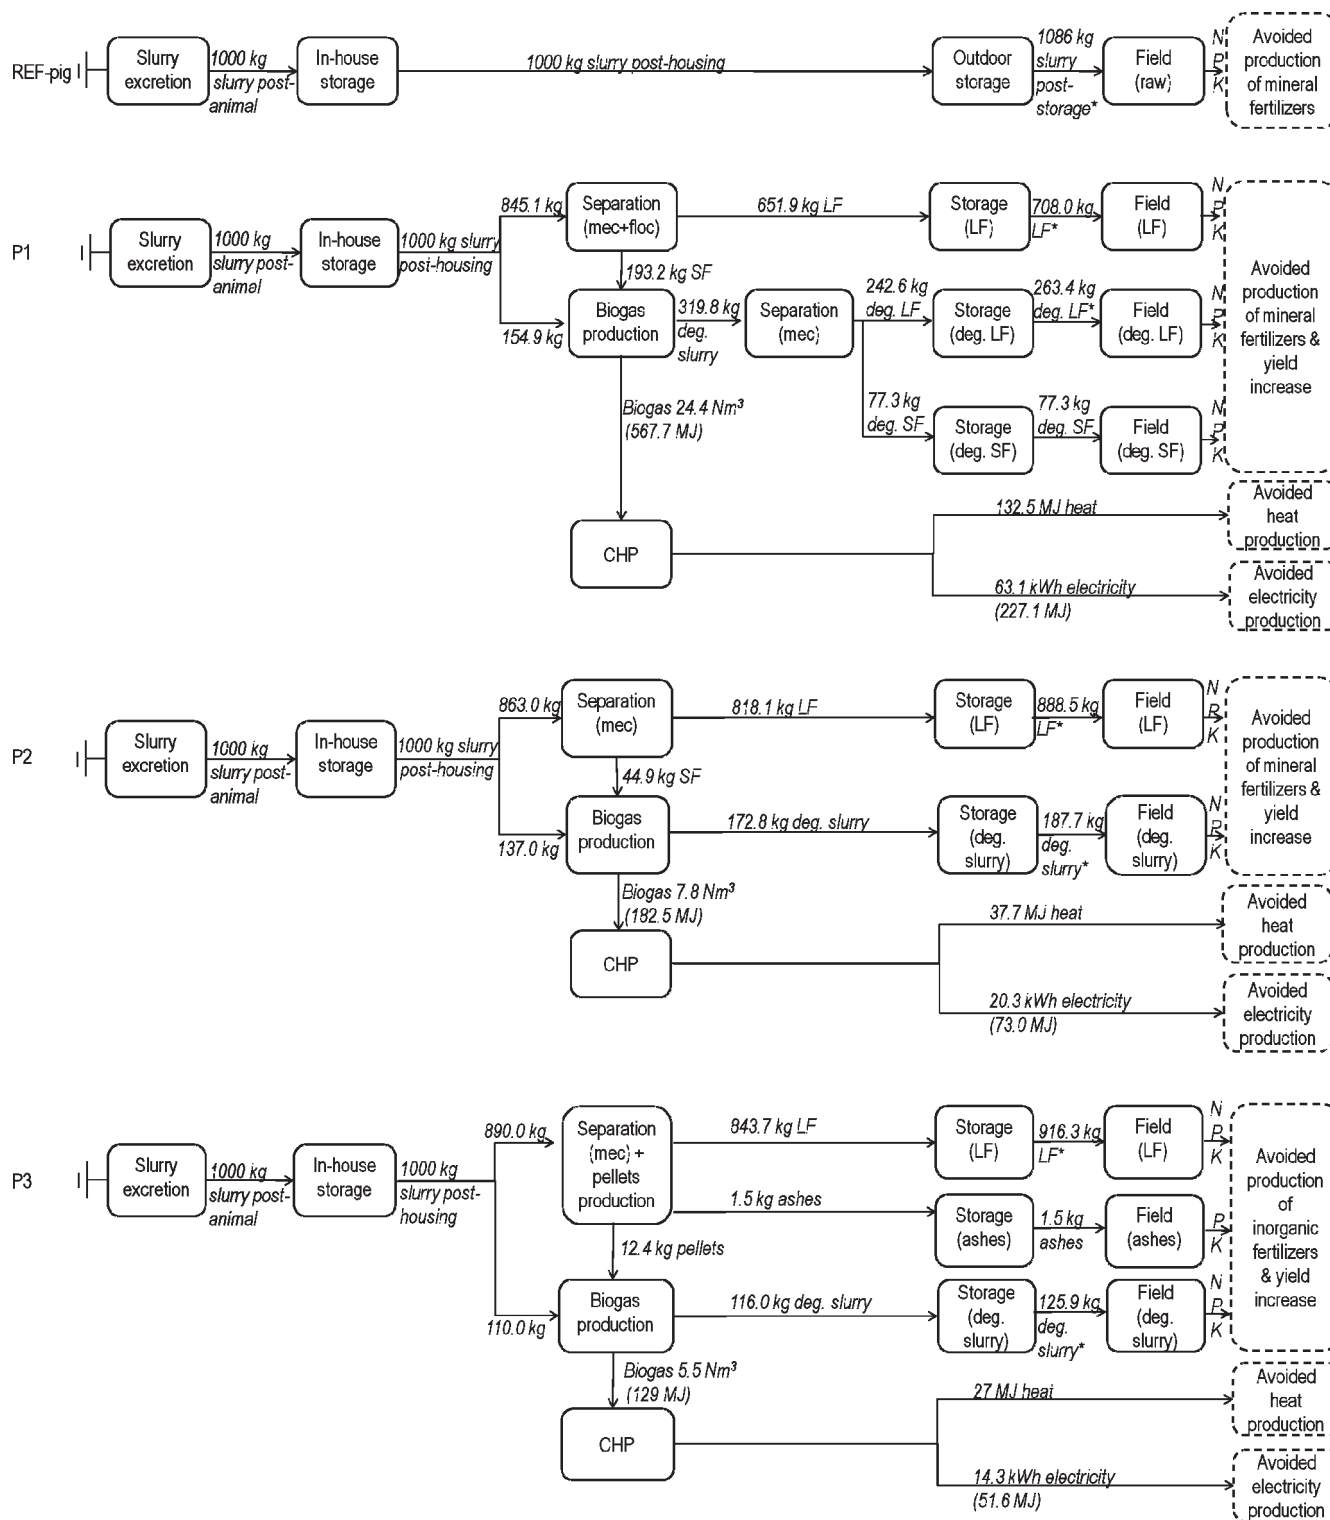 REF-pig
Slurry
excretion
1000 kg
slurry post-
animal
In-house
storage
1000 kg slurry post-housing
Outdoor
storage
1086 kg
slurry
post-
storage*
Field
(raw)
N
P
K
Avoided
production
of mineral
fertilizers
P1
I
Slurry
excretion
1000 kg
slurry post-
animal
In-house
storage
1000 kg slurry
post-housing
845.1 kg
154.9 kg
Separation
(mec+floc)
651.9 kg LF
Storage
(LF)
708.0 kg
LF*
Field
(LF)
N
P
K
193.2 kg SF
Biogas
production
319.8 kg
deg.
slurry
Separation
(mec)
242.6 kg
deg. LF
Storage
(deg. LF)
263.4 kg
deg. LF*
Field
(deg. LF)
N
P
K
77.3 kg
deg. SF
Storage
(deg. SF)
77.3 kg
deg. SF
Field
(deg. SF)
N
P
K
Avoided
production
of mineral
fertilizers &
yield
increase
Biogas 24.4 Nm³
(567.7 MJ)
CHP
132.5 MJ heat
Avoided
heat
production
63.1 kWh electricity
(227.1 MJ)
Avoided
electricity
production
P2
I
Slurry
excretion
1000 kg
slurry post-
animal
In-house
storage
1000 kg slurry
post-housing
863.0 kg
137.0 kg
Separation
(mec)
818.1 kg LF
Storage
(LF)
888.5 kg
LF*
Field
(LF)
N
P
K
44.9 kg SF
Biogas
production
172.8 kg deg. slurry
Storage
(deg.
slurry)
187.7 kg
deg.
slurry*
Field
(deg.
slurry)
N
P
K
Avoided
production
of mineral
fertilizers &
yield
increase
Biogas 7.8 Nm³
(182.5 MJ)
CHP
37.7 MJ heat
Avoided
heat
production
20.3 kWh electricity
(73.0 MJ)
Avoided
electricity
production
P3
I
Slurry
excretion
1000 kg
slurry post-
animal
In-house
storage
1000 kg
slurry post-
housing
890.0 kg
110.0 kg
Separation
(mec) +
pellets
production
843.7 kg LF
Storage
(LF)
916.3 kg
LF*
Field
(LF)
N
P
K
1.5 kg ashes
Storage
(ashes)
1.5 kg
ashes
Field
(ashes)
P
K
12.4 kg pellets
Biogas
production
116.0 kg deg. slurry
Storage
(deg.
slurry)
125.9 kg
deg.
slurry*
Field
(deg.
slurry)
N
P
K
Avoided
production
of
inorganic
fertilizers
& yield
increase
Biogas 5.5 Nm³
(129 MJ)
CHP
27 MJ heat
Avoided
heat
production
14.3 kWh electricity
(51.6 MJ)
Avoided
electricity
production